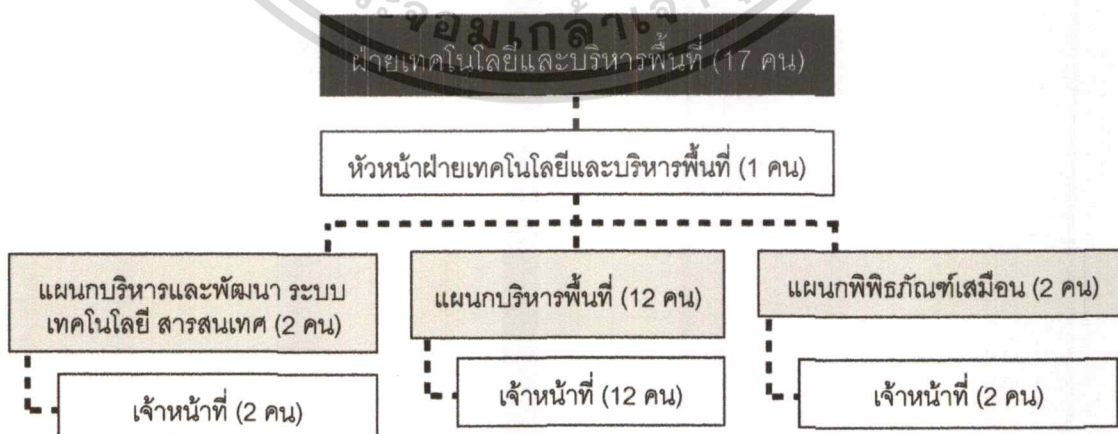 ฝ่ายเทคโนโลยีและบริหารพื้นที่ (17 คน)
หัวหน้าฝ่ายเทคโนโลยีและบริหารพื้นที่ (1 คน)
แผนกบริหารและพัฒนา ระบบ
เทคโนโลยี สารสนเทศ (2 คน)
แผนกบริหารพื้นที่ (12 คน)
แผนกพิพิธภัณฑ์เสมือน (2 คน)
เจ้าหน้าที่ (2 คน)
เจ้าหน้าที่ (12 คน)
เจ้าหน้าที่ (2 คน)